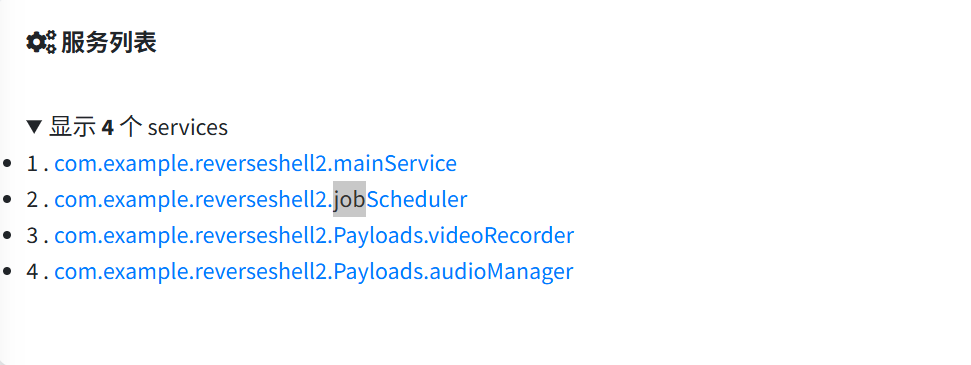 服务列表
▼ 显示 4 个 services
1 . com.example.reverseshell2.mainService
2 . com.example.reverseshell2.jobScheduler
3 . com.example.reverseshell2.Payloads.videoRecorder
4 . com.example.reverseshell2.Payloads.audioManager